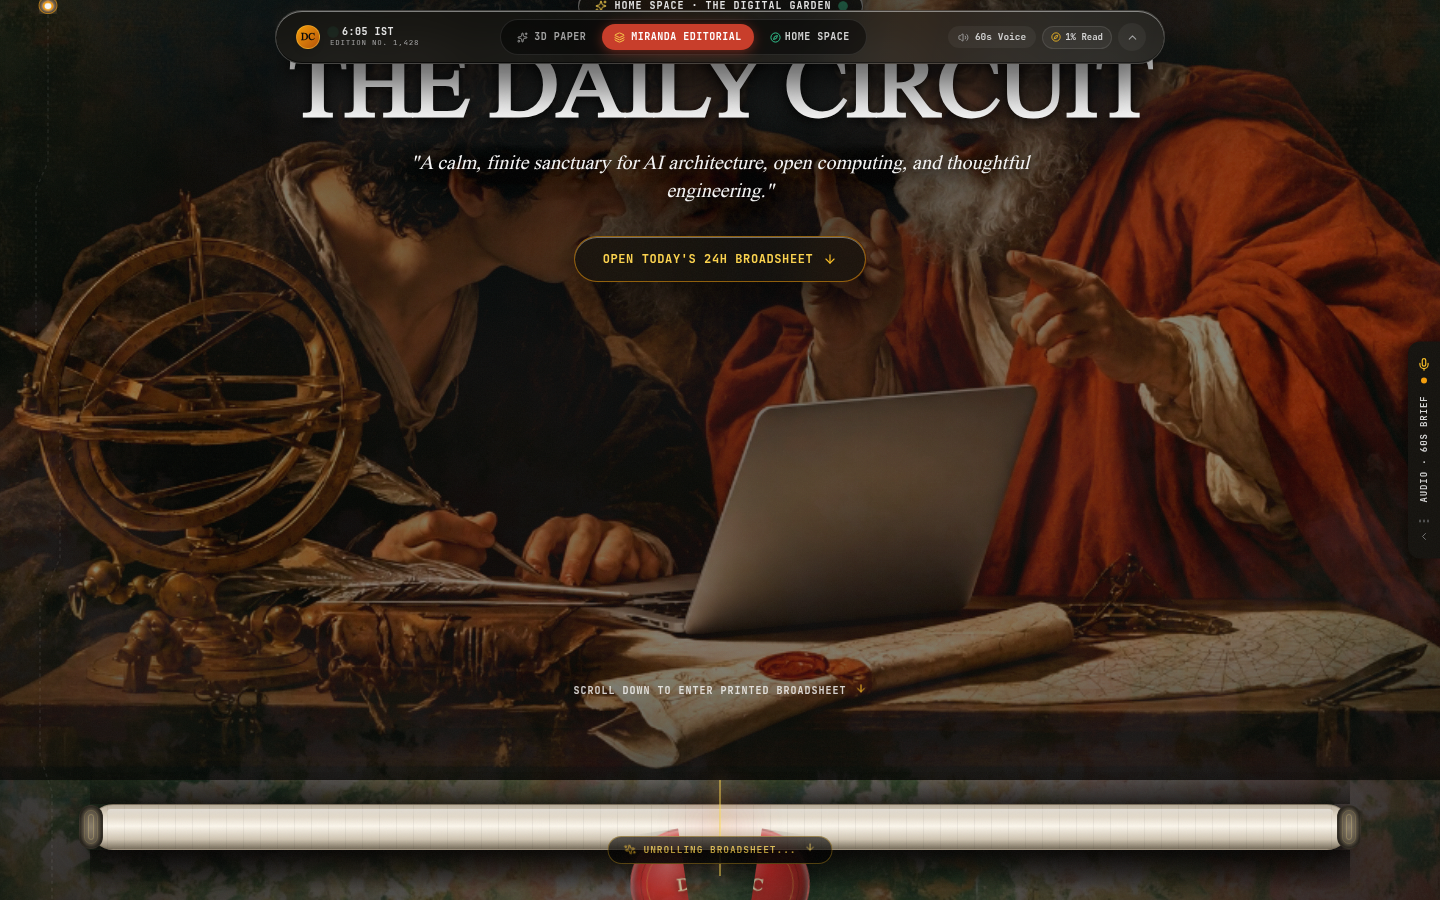 HOME SPACE · THE DIGITAL GARDEN
DC
6:05 IST
EDITION NO. 1,428
3D PAPER
MIRANDA EDITORIAL
HOME SPACE
60s Voice
1% Read
THE DAILY CIRCUIT
"A calm, finite sanctuary for AI architecture, open computing, and thoughtful
engineering."
OPEN TODAY'S 24H BROADSHEET
AUDIO · 60S BRIEF
SCROLL DOWN TO ENTER PRINTED BROADSHEET
UNROLLING BROADSHEET...
D C